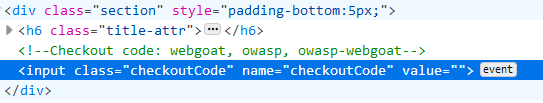 <div class="section" style="padding-bottom:5px;">
<h6 class="title-attr">···</h6>
<!--Checkout code: webgoat, owasp, owasp-webgoat-->
<input class="checkoutCode" name="checkoutCode" value=""> event
</div>